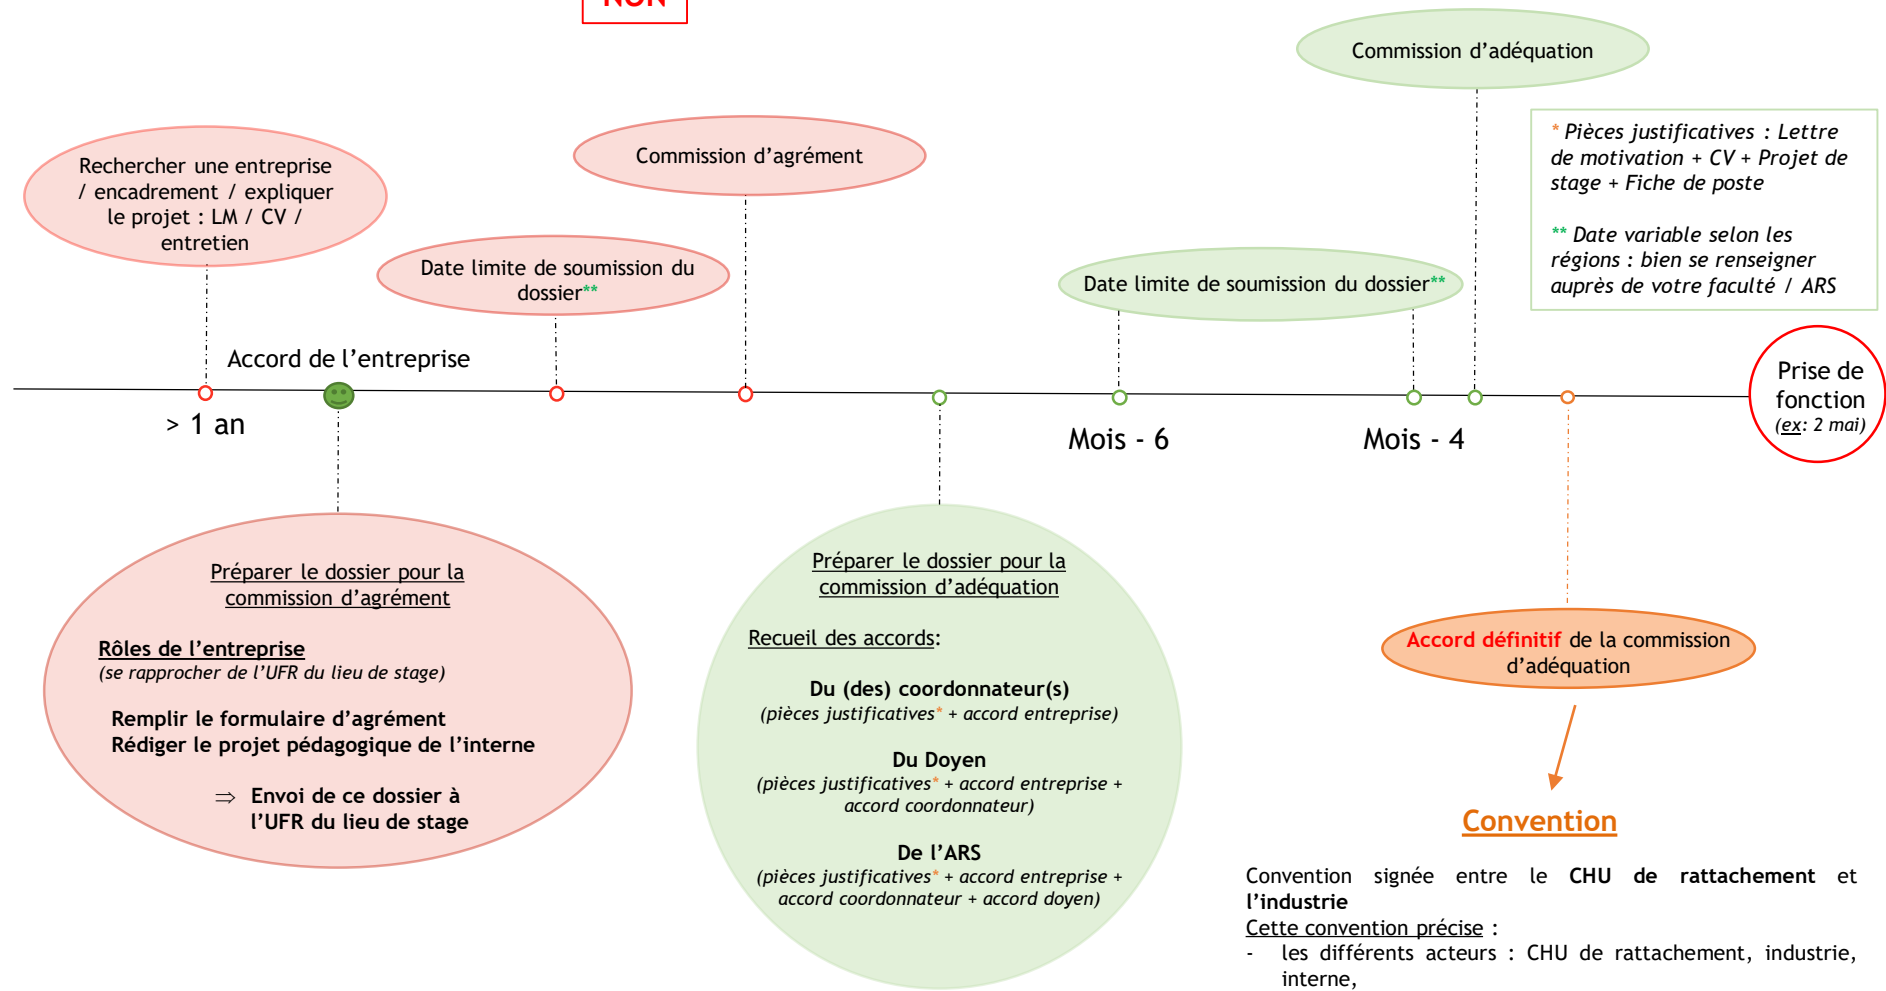 NON
Commission d'adéquation
* Pièces justificatives : Lettre
de motivation + CV + Projet de
stage + Fiche de poste
** Date variable selon les
régions : bien se renseigner
auprès de votre faculté / ARS
Commission d'agrément
Rechercher une entreprise
/ encadrement / expliquer
le projet : LM / CV /
entretien
Date limite de soumission du
dossier**
Date limite de soumission du dossier**
Accord de l'entreprise
> 1 an
Mois - 6
Mois - 4
Prise de
fonction
(ex: 2 mai)
Préparer le dossier pour la
commission d'agrément
Rôles de l'entreprise
(se rapprocher de l'UFR du lieu de stage)
Remplir le formulaire d'agrément
Rédiger le projet pédagogique de l'interne
⇒ Envoi de ce dossier à
l'UFR du lieu de stage
Préparer le dossier pour la
commission d'adéquation
Recueil des accords:
Du (des) coordonnateur(s)
(pièces justificatives* + accord entreprise)
Du Doyen
(pièces justificatives* + accord entreprise +
accord coordonnateur)
De l'ARS
(pièces justificatives* + accord entreprise +
accord coordonnateur + accord doyen)
Accord définitif de la commission
d'adéquation
Convention
Convention signée entre le CHU de rattachement et
l'industrie
Cette convention précise :
- les différents acteurs : CHU de rattachement, industrie,
interne,